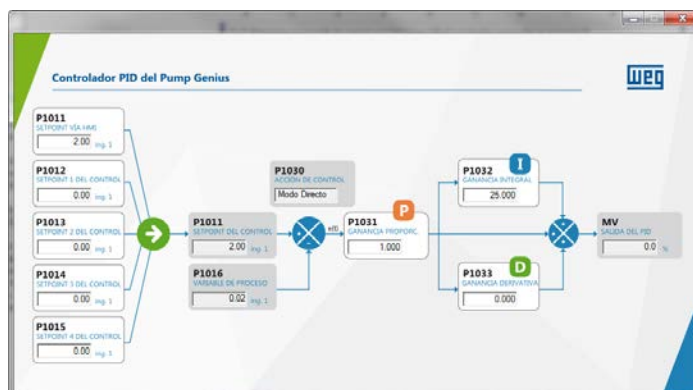 Controlador PID del Pump Genius
WEG
P1011
SETPOINT VÍA HMI
2.00 ing. 1
P1012
SETPOINT 1 DEL CONTROL
0.00 ing. 1
P1013
SETPOINT 2 DEL CONTROL
0.00 ing. 1
P1014
SETPOINT 3 DEL CONTROL
0.00 ing. 1
P1015
SETPOINT 4 DEL CONTROL
0.00 ing. 1
P1011
SETPOINT DEL CONTROL
2.00 ing. 1
P1016
VARIABLE DE PROCESO
0.02 ing. 1
P1030
ACCIÓN DE CONTROL
Modo Directo
e(t)
P
P1031
GANANCIA PROPORC.
1.000
I
P1032
GANANCIA INTEGRAL
25.000
D
P1033
GANANCIA DERIVATIVA
0.000
MV
SALIDA DEL PID
0.0 %